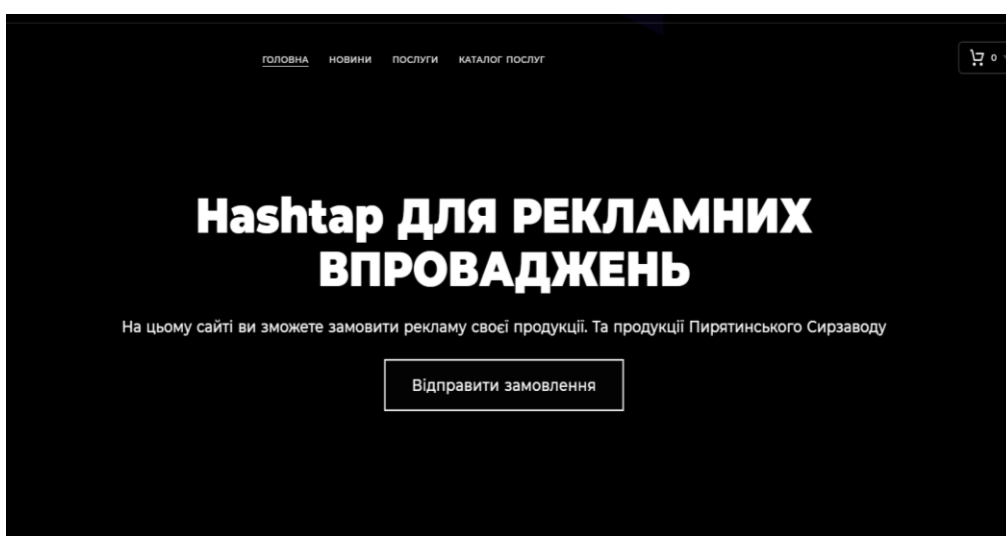 ГОЛОВНА НОВИНИ ПОСЛУГИ КАТАЛОГ ПОСЛУГ
0
Hashtap ДЛЯ РЕКЛАМНИХ
ВПРОВАДЖЕНЬ
На цьому сайті ви зможете замовити рекламу своєї продукції. Та продукції Пирятинського Сирзаводу
Відправити замовлення